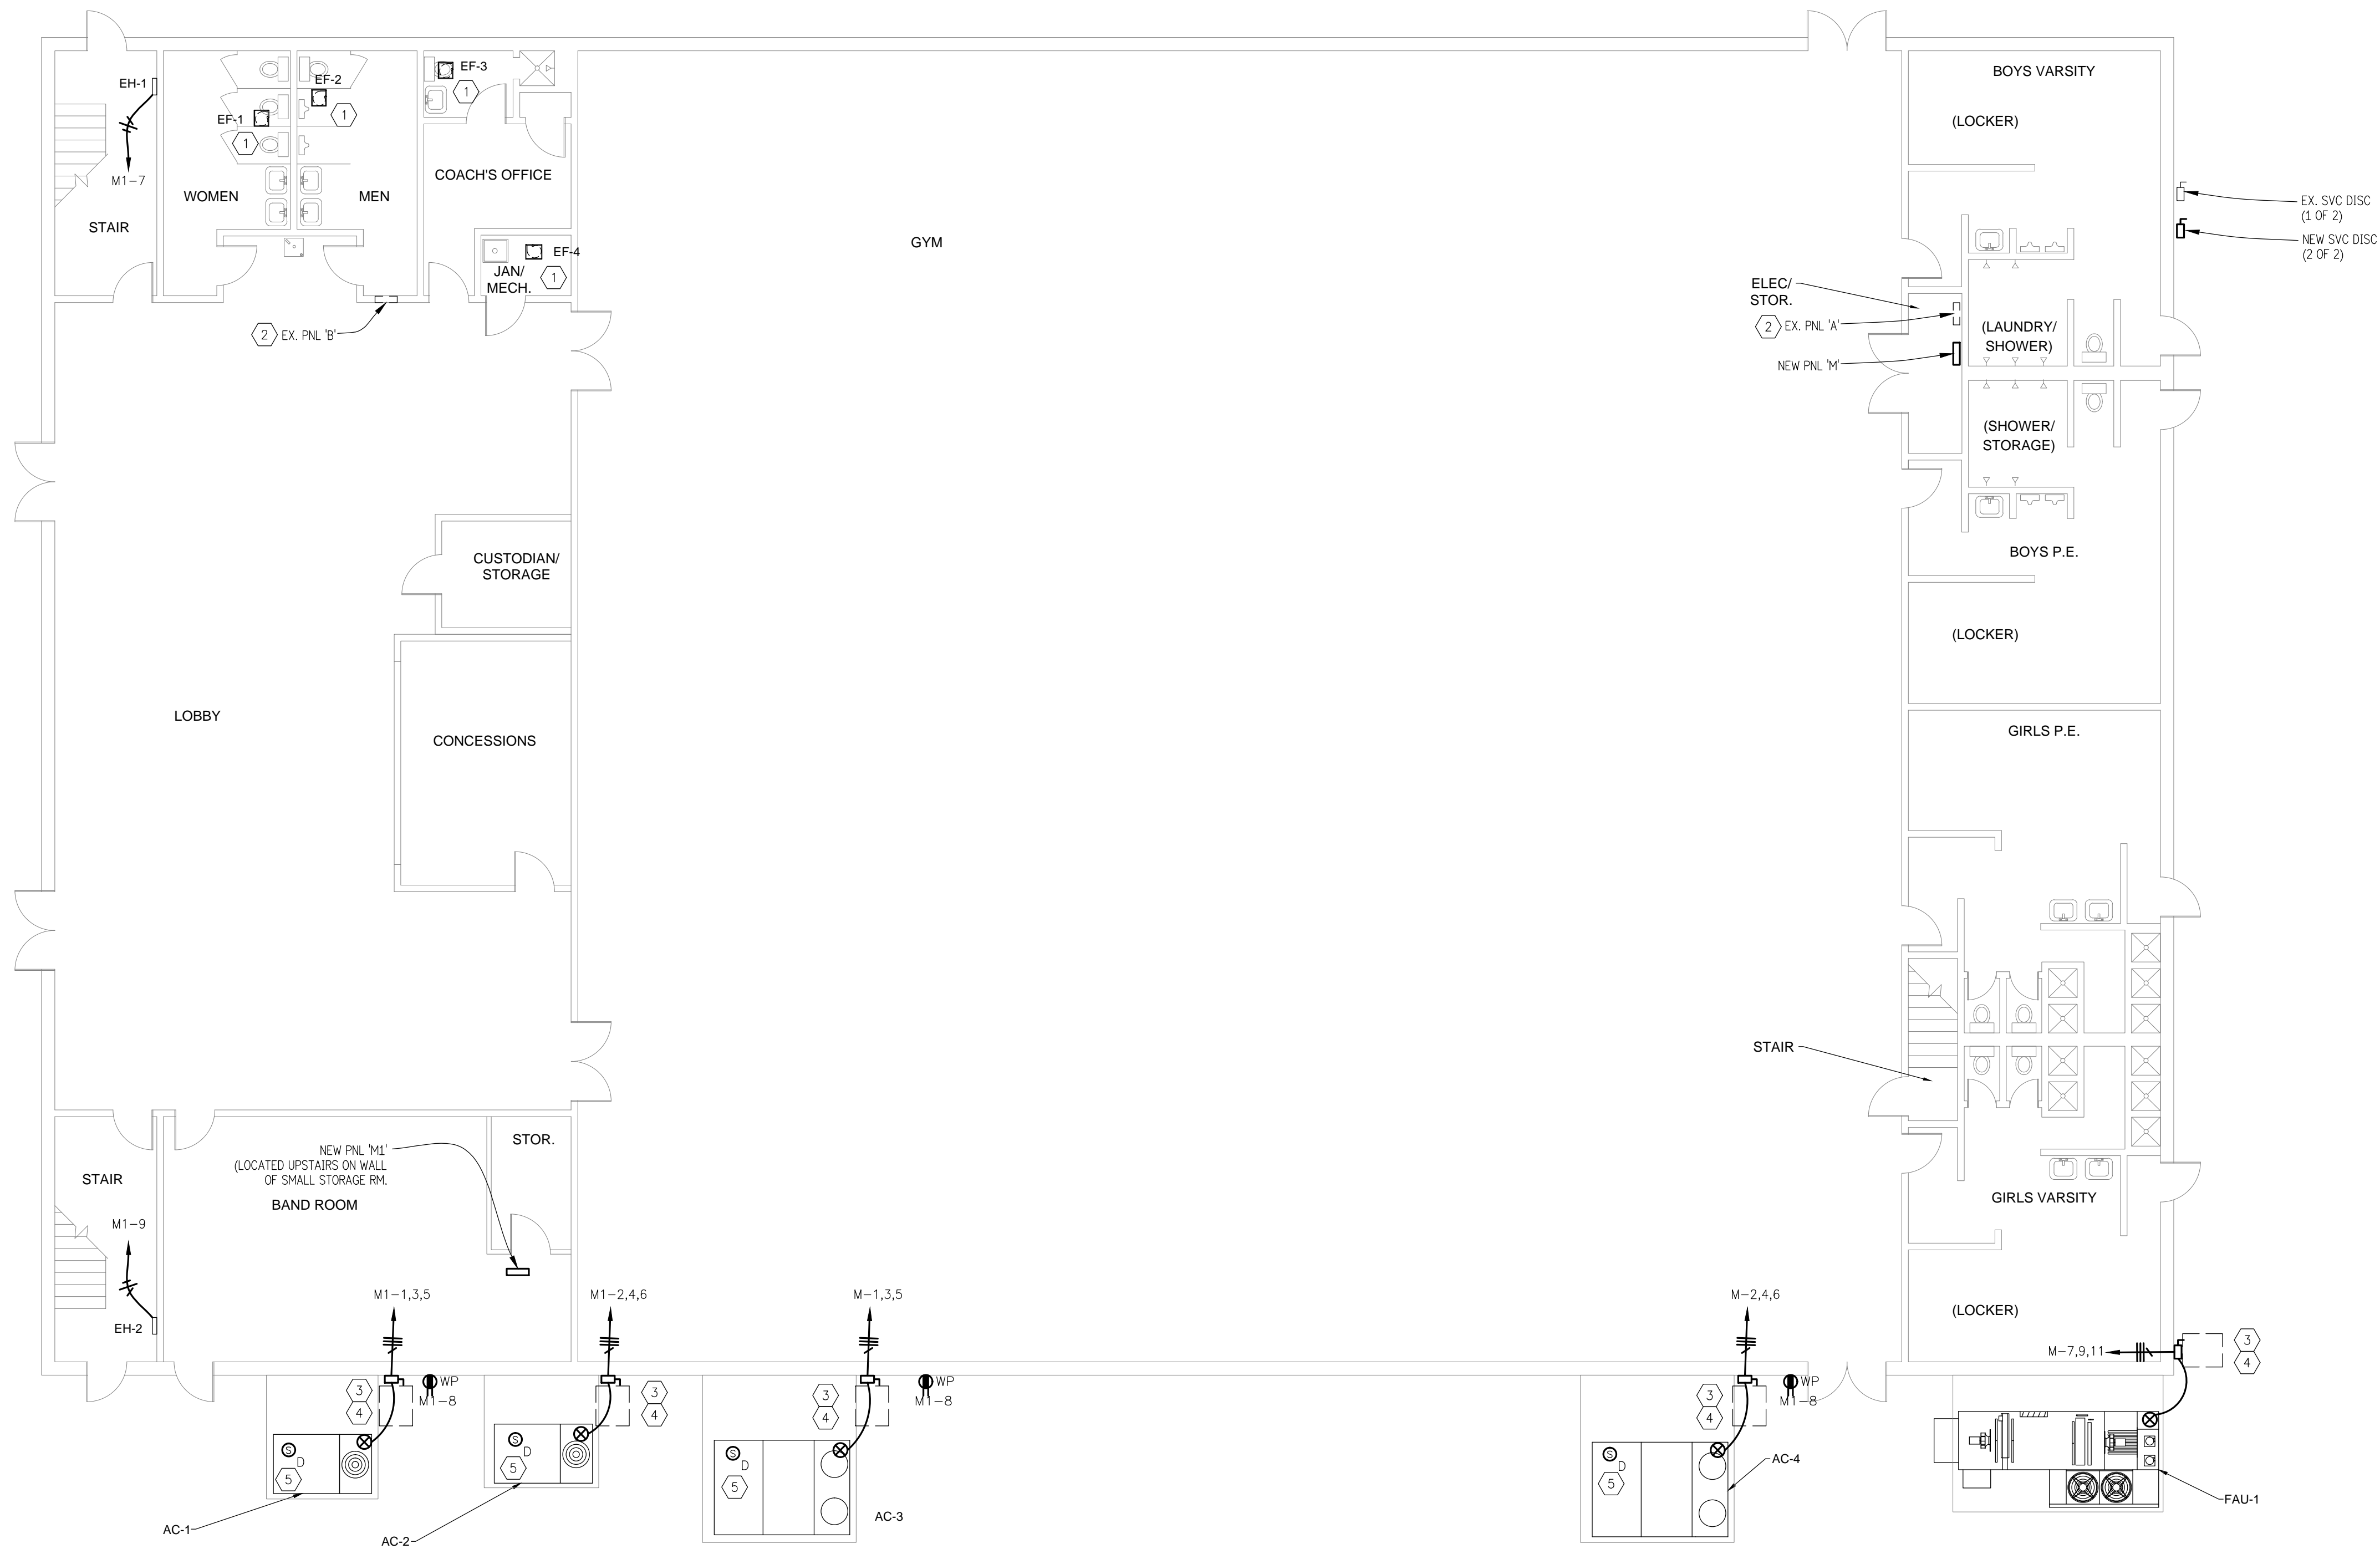 BOYS VARSITY
(LOCKER)
EH-1
EF-1
1
EF-2
1
EF-3
1
M1-7
STAIR
WOMEN
MEN
COACH'S OFFICE
EF-4
1
JAN/
MECH.
GYM
EX. SVC DISC
(1 OF 2)
NEW SVC DISC
(2 OF 2)
ELEC/
STOR.
2 EX. PNL 'A'
NEW PNL 'M'
2 EX. PNL 'B'
(LAUNDRY/
SHOWER)
(SHOWER/
STORAGE)
BOYS P.E.
(LOCKER)
CUSTODIAN/
STORAGE
LOBBY
CONCESSIONS
GIRLS P.E.
STAIR
NEW PNL 'M1'
(LOCATED UPSTAIRS ON WALL
OF SMALL STORAGE RM.
STOR.
STAIR
BAND ROOM
M1-9
EH-2
GIRLS VARSITY
(LOCKER)
M1-1,3,5
M1-2,4,6
M-1,3,5
M-2,4,6
M-7,9,11
3
4
3
4
WP
M1-8
3
4
3
4
WP
M1-8
3
4
WP
M1-8
S
D
5
S
D
5
S
D
5
S
D
5
AC-1
AC-2
AC-3
AC-4
FAU-1